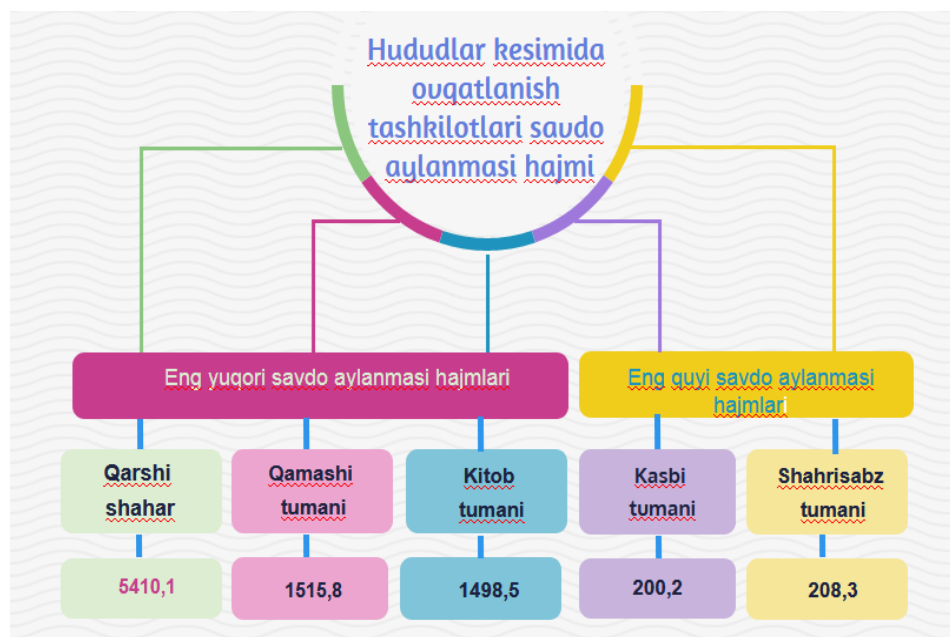 Hududlar kesimida
ovqatlanish
tashkilotlari savdo
aylanmasi hajmi
Eng yuqori savdo aylanmasi hajmlari
Eng quyi savdo aylanmasi
hajmlari
Qarshi
shahar
Qamashi
tumani
Kitob
tumani
Kasbi
tumani
Shahrisabz
tumani
5410,1
1515,8
1498,5
200,2
208,3